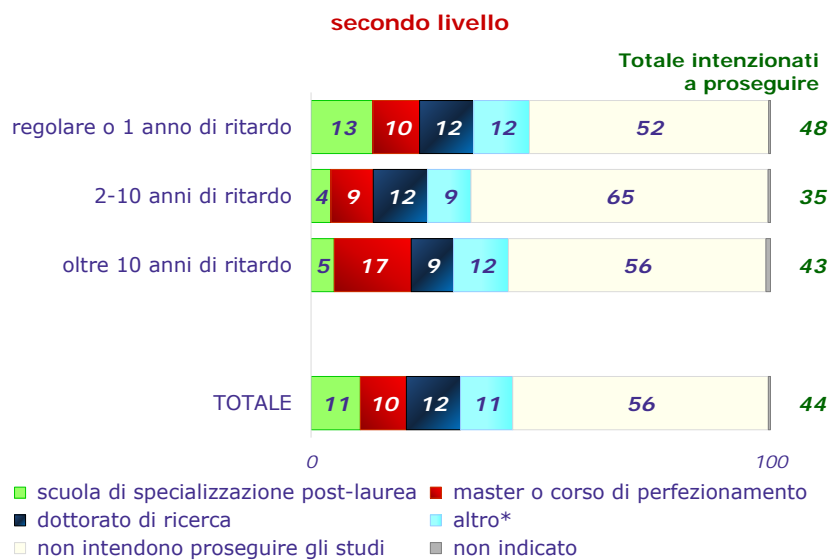 secondo livello
Totale intenzionati
a proseguire
regolare o 1 anno di ritardo 13 10 12 12 52 48
2-10 anni di ritardo 4 9 12 9 65 35
oltre 10 anni di ritardo 5 17 9 12 56 43
TOTALE 11 10 12 11 56 44
0 100
scuola di specializzazione post-laurea master o corso di perfezionamento
dottorato di ricerca altro*
non intendono proseguire gli studi non indicato